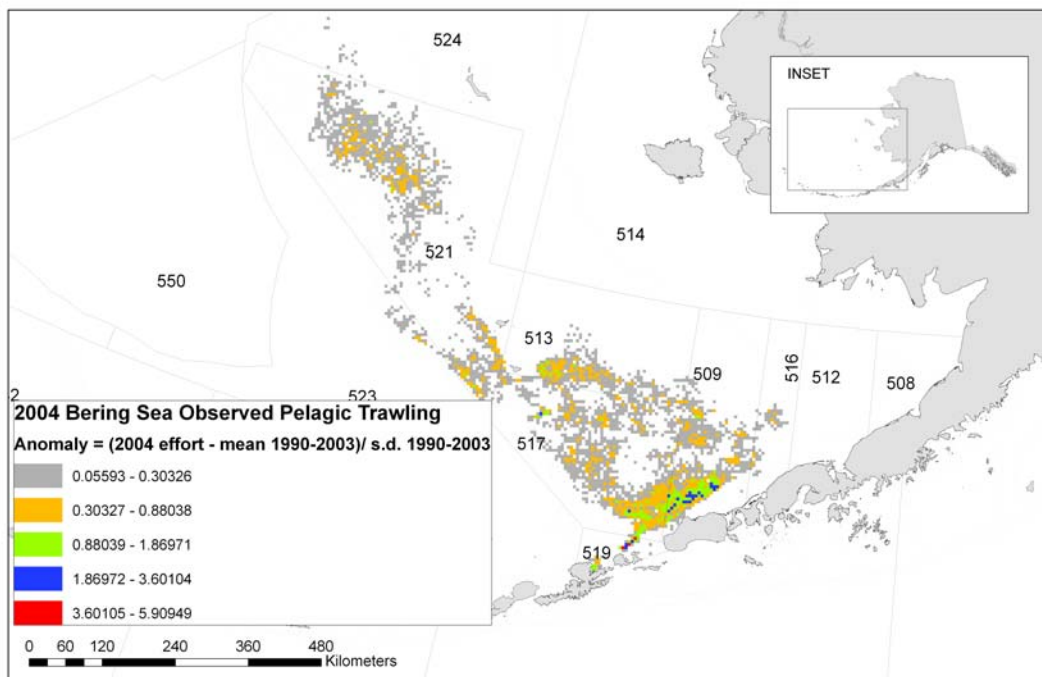 524
INSET
521
514
550
513
509
516
512
508
2
523
517
519
2004 Bering Sea Observed Pelagic Trawling
Anomaly = (2004 effort - mean 1990-2003)/ s.d. 1990-2003
0.05593 - 0.30326
0.30327 - 0.88038
0.88039 - 1.86971
1.86972 - 3.60104
3.60105 - 5.90949
0 60 120 240 360 480
Kilometers